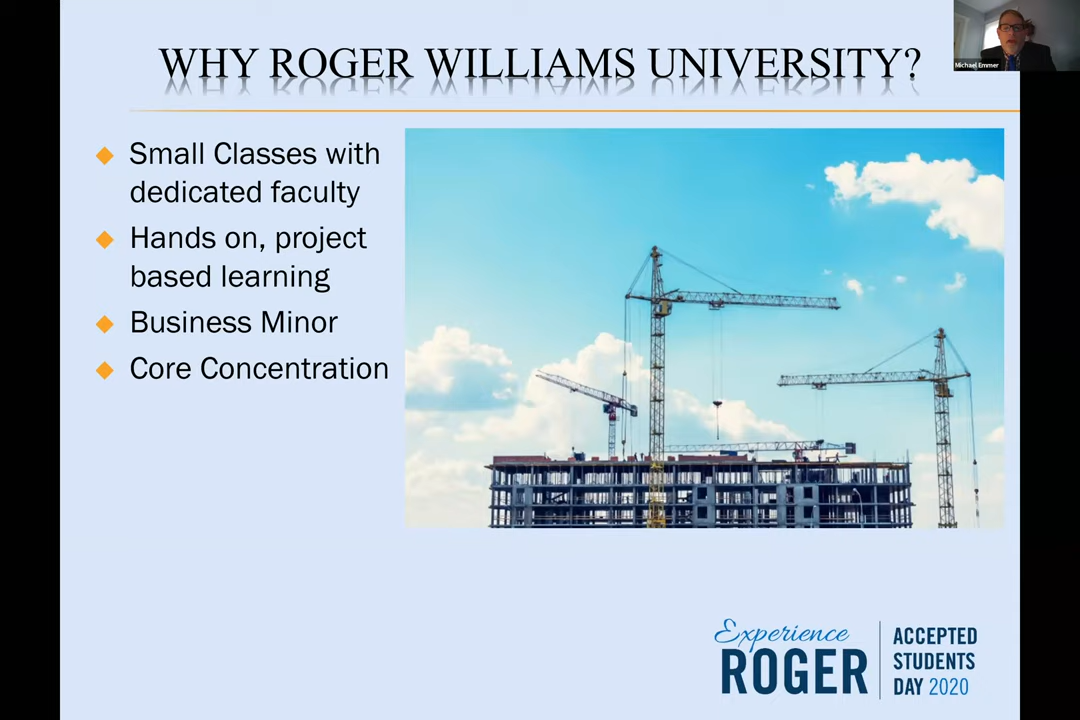 WHY ROGER WILLIAMS UNIVERSITY?
Michael Emmer
Small Classes with
dedicated faculty
Hands on, project
based learning
Business Minor
Core Concentration
Experience
ROGER
ACCEPTED
STUDENTS
DAY 2020